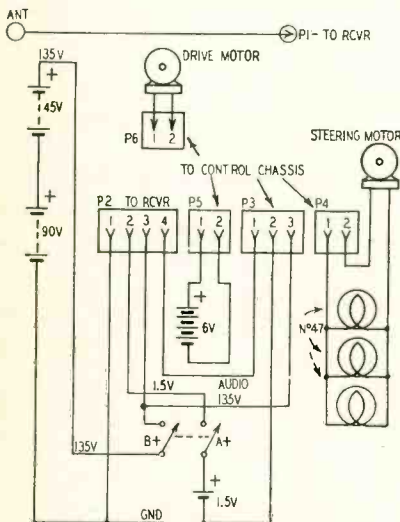 ANT
P1- TO RCVR
135V
+
DRIVE MOTOR
45V
P6 1 2
STEERING MOTOR
TO CONTROL CHASSIS
P2 TO RCVR P5 P3 P4
1 2 3 4 1 2 1 2 3 1 2
+
90V
+
6V
Nº47
1.5V AUDIO
135V
B+ A+
135V
+
1.5V
GND